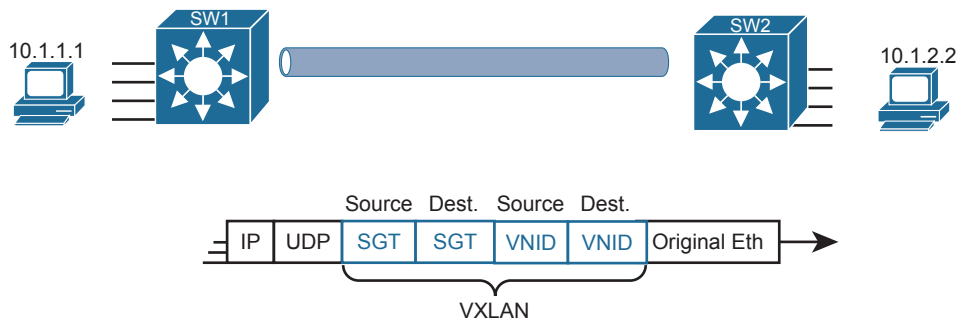 SW1
SW2
10.1.1.1
10.1.2.2
Source Dest. Source Dest.
IP UDP SGT SGT VNID VNID Original Eth
VXLAN